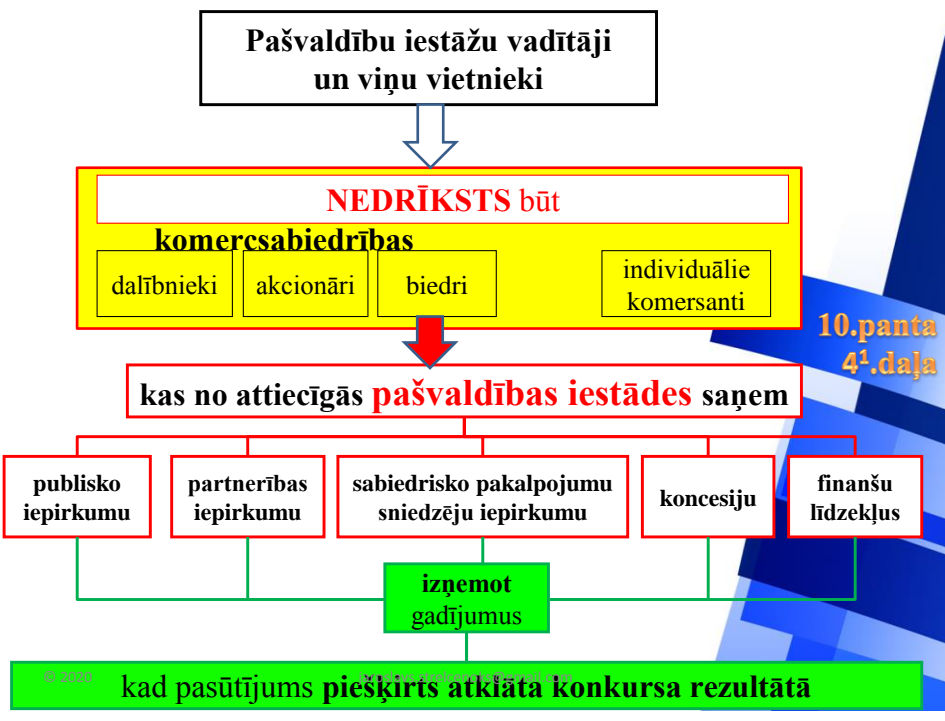 Pašvaldību iestāžu vadītāji
un viņu vietnieki
NEDRĪKSTS būt
komercsabiedrības
dalībnieki
akcionāri
biedri
individuālie
komersanti
10.panta
4¹.daļa
kas no attiecīgās pašvaldības iestādes saņem
publisko
iepirkumu
partnerības
iepirkumu
sabiedrisko pakalpojumu
sniedzēju iepirkumu
koncesiju
finanšu
līdzekļus
izņemot
gadījumus
© 2020
kad pasūtījums piešķirts atklāta konkursa rezultātā